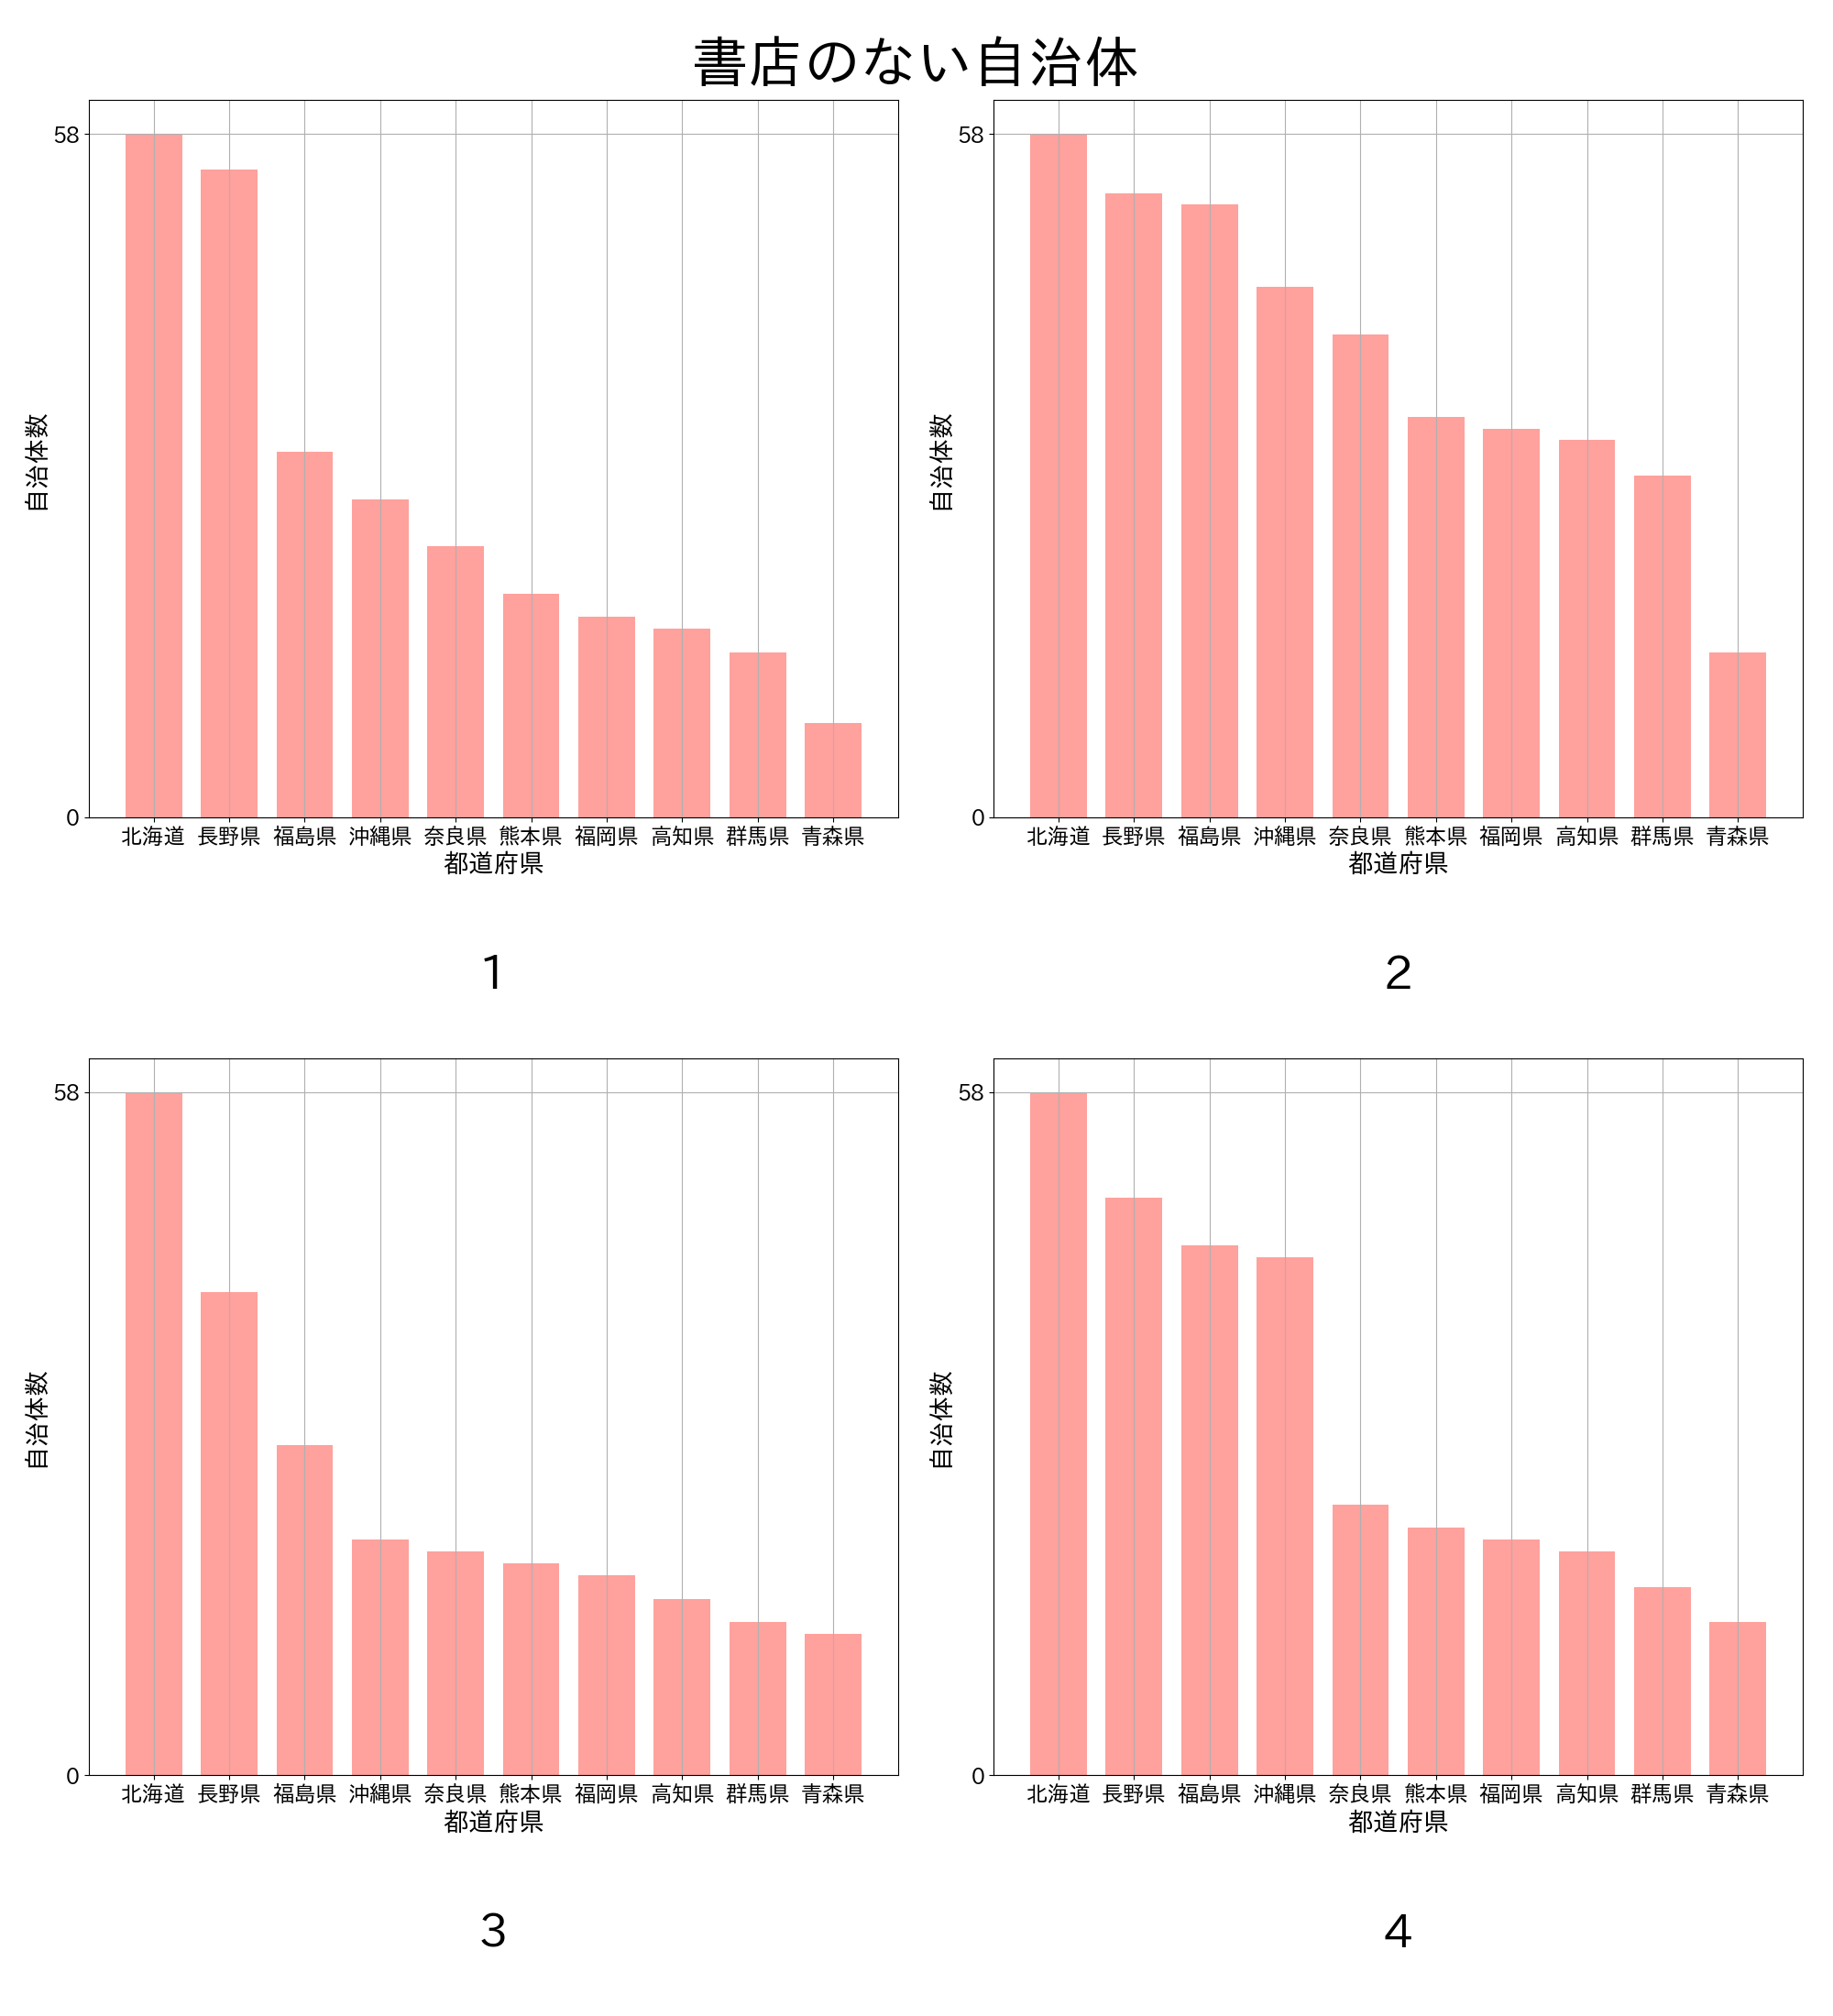 書店のない自治体
58
0
自治体数
北海道 長野県 福島県 沖縄県 奈良県 熊本県 福岡県 高知県 群馬県 青森県
都道府県
1
58
0
自治体数
北海道 長野県 福島県 沖縄県 奈良県 熊本県 福岡県 高知県 群馬県 青森県
都道府県
2
58
0
自治体数
北海道 長野県 福島県 沖縄県 奈良県 熊本県 福岡県 高知県 群馬県 青森県
都道府県
3
58
0
自治体数
北海道 長野県 福島県 沖縄県 奈良県 熊本県 福岡県 高知県 群馬県 青森県
都道府県
4